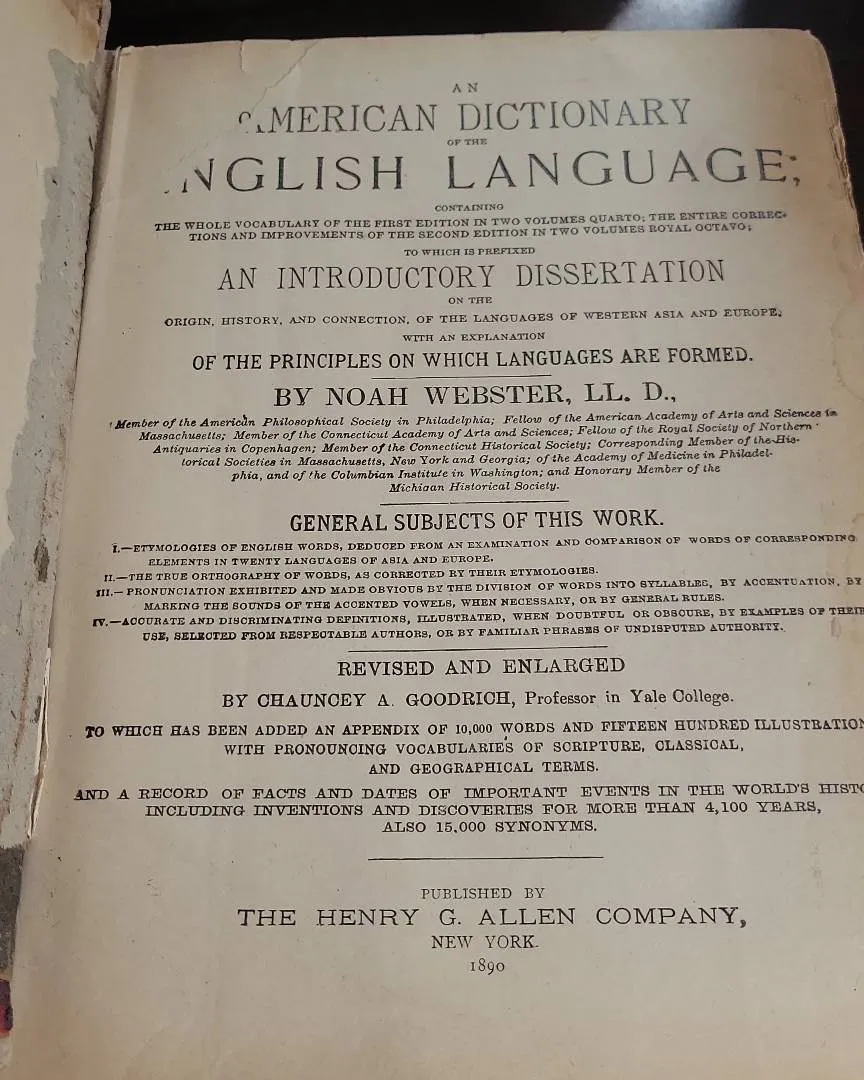 AN
AMERICAN DICTIONARY
OF THE
ENGLISH LANGUAGE;
CONTAINING
THE WHOLE VOCABULARY OF THE FIRST EDITION IN TWO VOLUMES QUARTO; THE ENTIRE CORREC-
TIONS AND IMPROVEMENTS OF THE SECOND EDITION IN TWO VOLUMES ROYAL OCTAVO;
TO WHICH IS PREFIXED
AN INTRODUCTORY DISSERTATION
ON THE
ORIGIN, HISTORY, AND CONNECTION, OF THE LANGUAGES OF WESTERN ASIA AND EUROPE,
WITH AN EXPLANATION
OF THE PRINCIPLES ON WHICH LANGUAGES ARE FORMED.
BY NOAH WEBSTER, LL. D.,
Member of the American Philosophical Society in Philadelphia; Fellow of the American Academy of Arts and Sciences in
Massachusetts; Member of the Connecticut Academy of Arts and Sciences; Fellow of the Royal Society of Northern
Antiquaries in Copenhagen; Member of the Connecticut Historical Society; Corresponding Member of the His-
torical Societies in Massachusetts, New York and Georgia; of the Academy of Medicine in Philadel-
phia, and of the Columbian Institute in Washington; and Honorary Member of the
Michigan Historical Society.
GENERAL SUBJECTS OF THIS WORK.
I.—ETYMOLOGIES OF ENGLISH WORDS, DEDUCED FROM AN EXAMINATION AND COMPARISON OF WORDS OF CORRESPONDING
ELEMENTS IN TWENTY LANGUAGES OF ASIA AND EUROPE.
II.—THE TRUE ORTHOGRAPHY OF WORDS, AS CORRECTED BY THEIR ETYMOLOGIES.
III.—PRONUNCIATION EXHIBITED AND MADE OBVIOUS BY THE DIVISION OF WORDS INTO SYLLABLES, BY ACCENTUATION, BY
MARKING THE SOUNDS OF THE ACCENTED VOWELS, WHEN NECESSARY, OR BY GENERAL RULES.
IV.—ACCURATE AND DISCRIMINATING DEFINITIONS, ILLUSTRATED, WHEN DOUBTFUL OR OBSCURE, BY EXAMPLES OF THEIR
USE, SELECTED FROM RESPECTABLE AUTHORS, OR BY FAMILIAR PHRASES OF UNDISPUTED AUTHORITY.
REVISED AND ENLARGED
BY CHAUNCEY A. GOODRICH, Professor in Yale College.
TO WHICH HAS BEEN ADDED AN APPENDIX OF 10,000 WORDS AND FIFTEEN HUNDRED ILLUSTRATION
WITH PRONOUNCING VOCABULARIES OF SCRIPTURE, CLASSICAL,
AND GEOGRAPHICAL TERMS.
AND A RECORD OF FACTS AND DATES OF IMPORTANT EVENTS IN THE WORLD'S HISTO
INCLUDING INVENTIONS AND DISCOVERIES FOR MORE THAN 4,100 YEARS,
ALSO 15,000 SYNONYMS.
PUBLISHED BY
THE HENRY G. ALLEN COMPANY,
NEW YORK.
1890